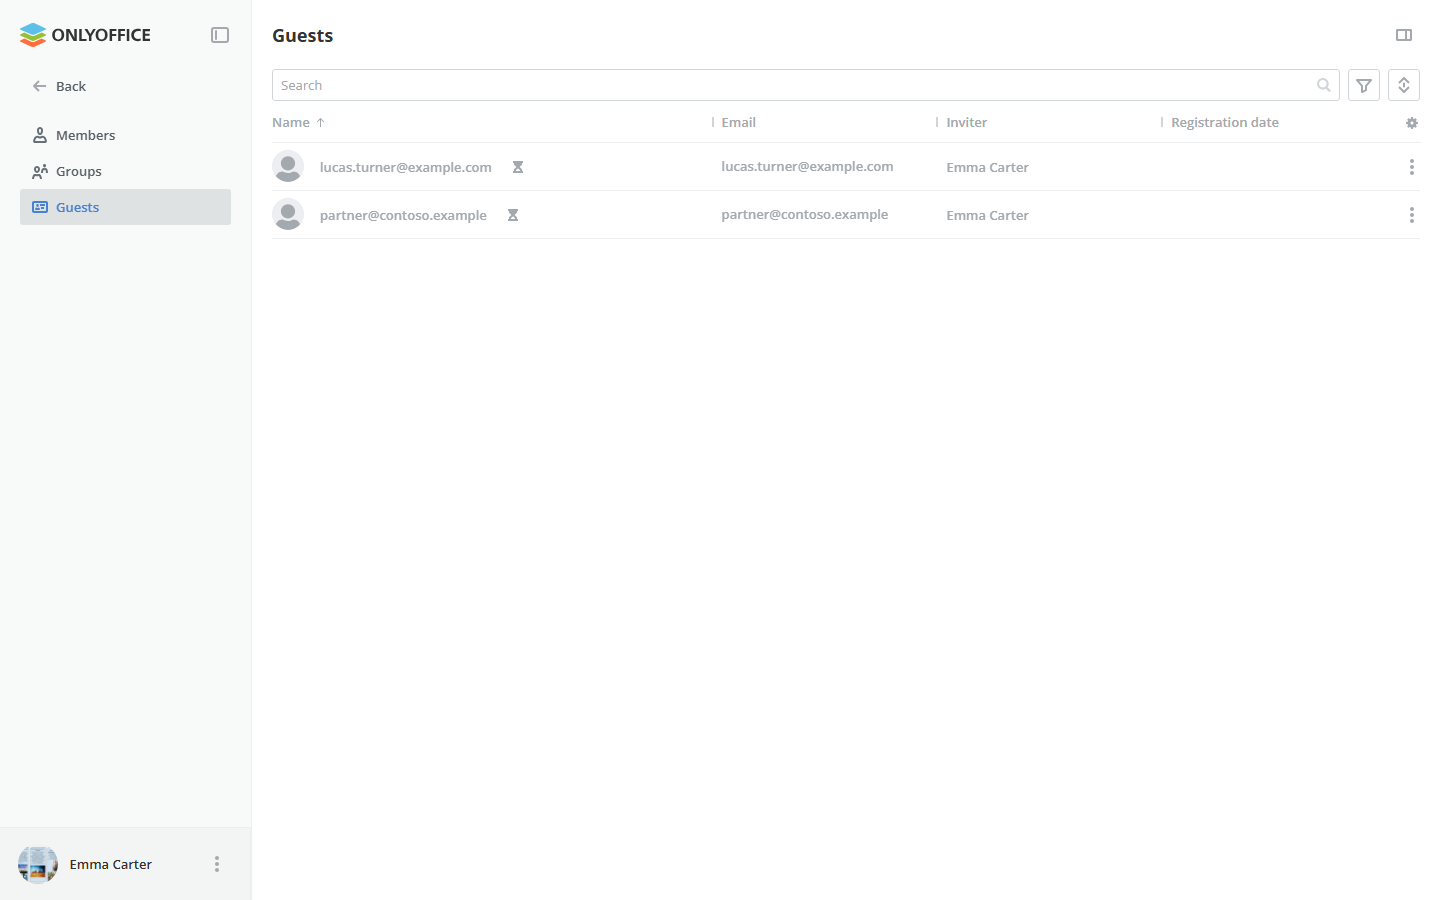 ONLYOFFICE
Back
Members
Groups
Guests
Emma Carter
Guests
Search
Name Email Inviter Registration date
lucas.turner@example.com lucas.turner@example.com Emma Carter
partner@contoso.example partner@contoso.example Emma Carter